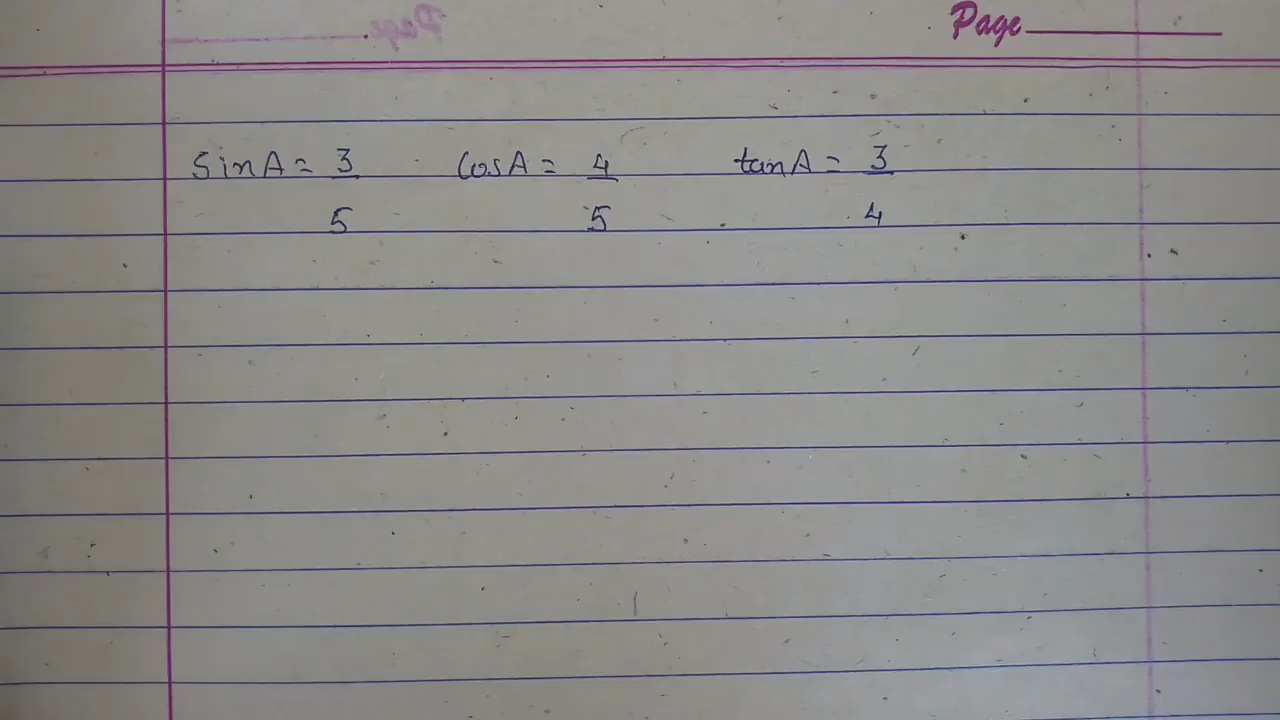 Page
sinA = 3/5 cosA = 4/5 tanA = 3/4